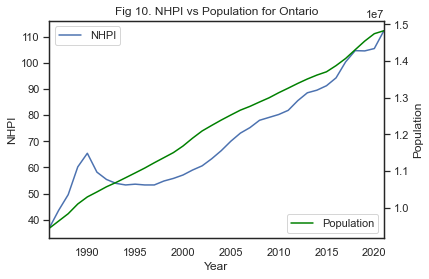 Fig 10. NHPI vs Population for Ontario
1e7
NHPI
110
100
90
80
70
60
50
40
NHPI
1.5
1.4
1.3
1.2
1.1
1.0
Population
Population
1990 1995 2000 2005 2010 2015 2020
Year